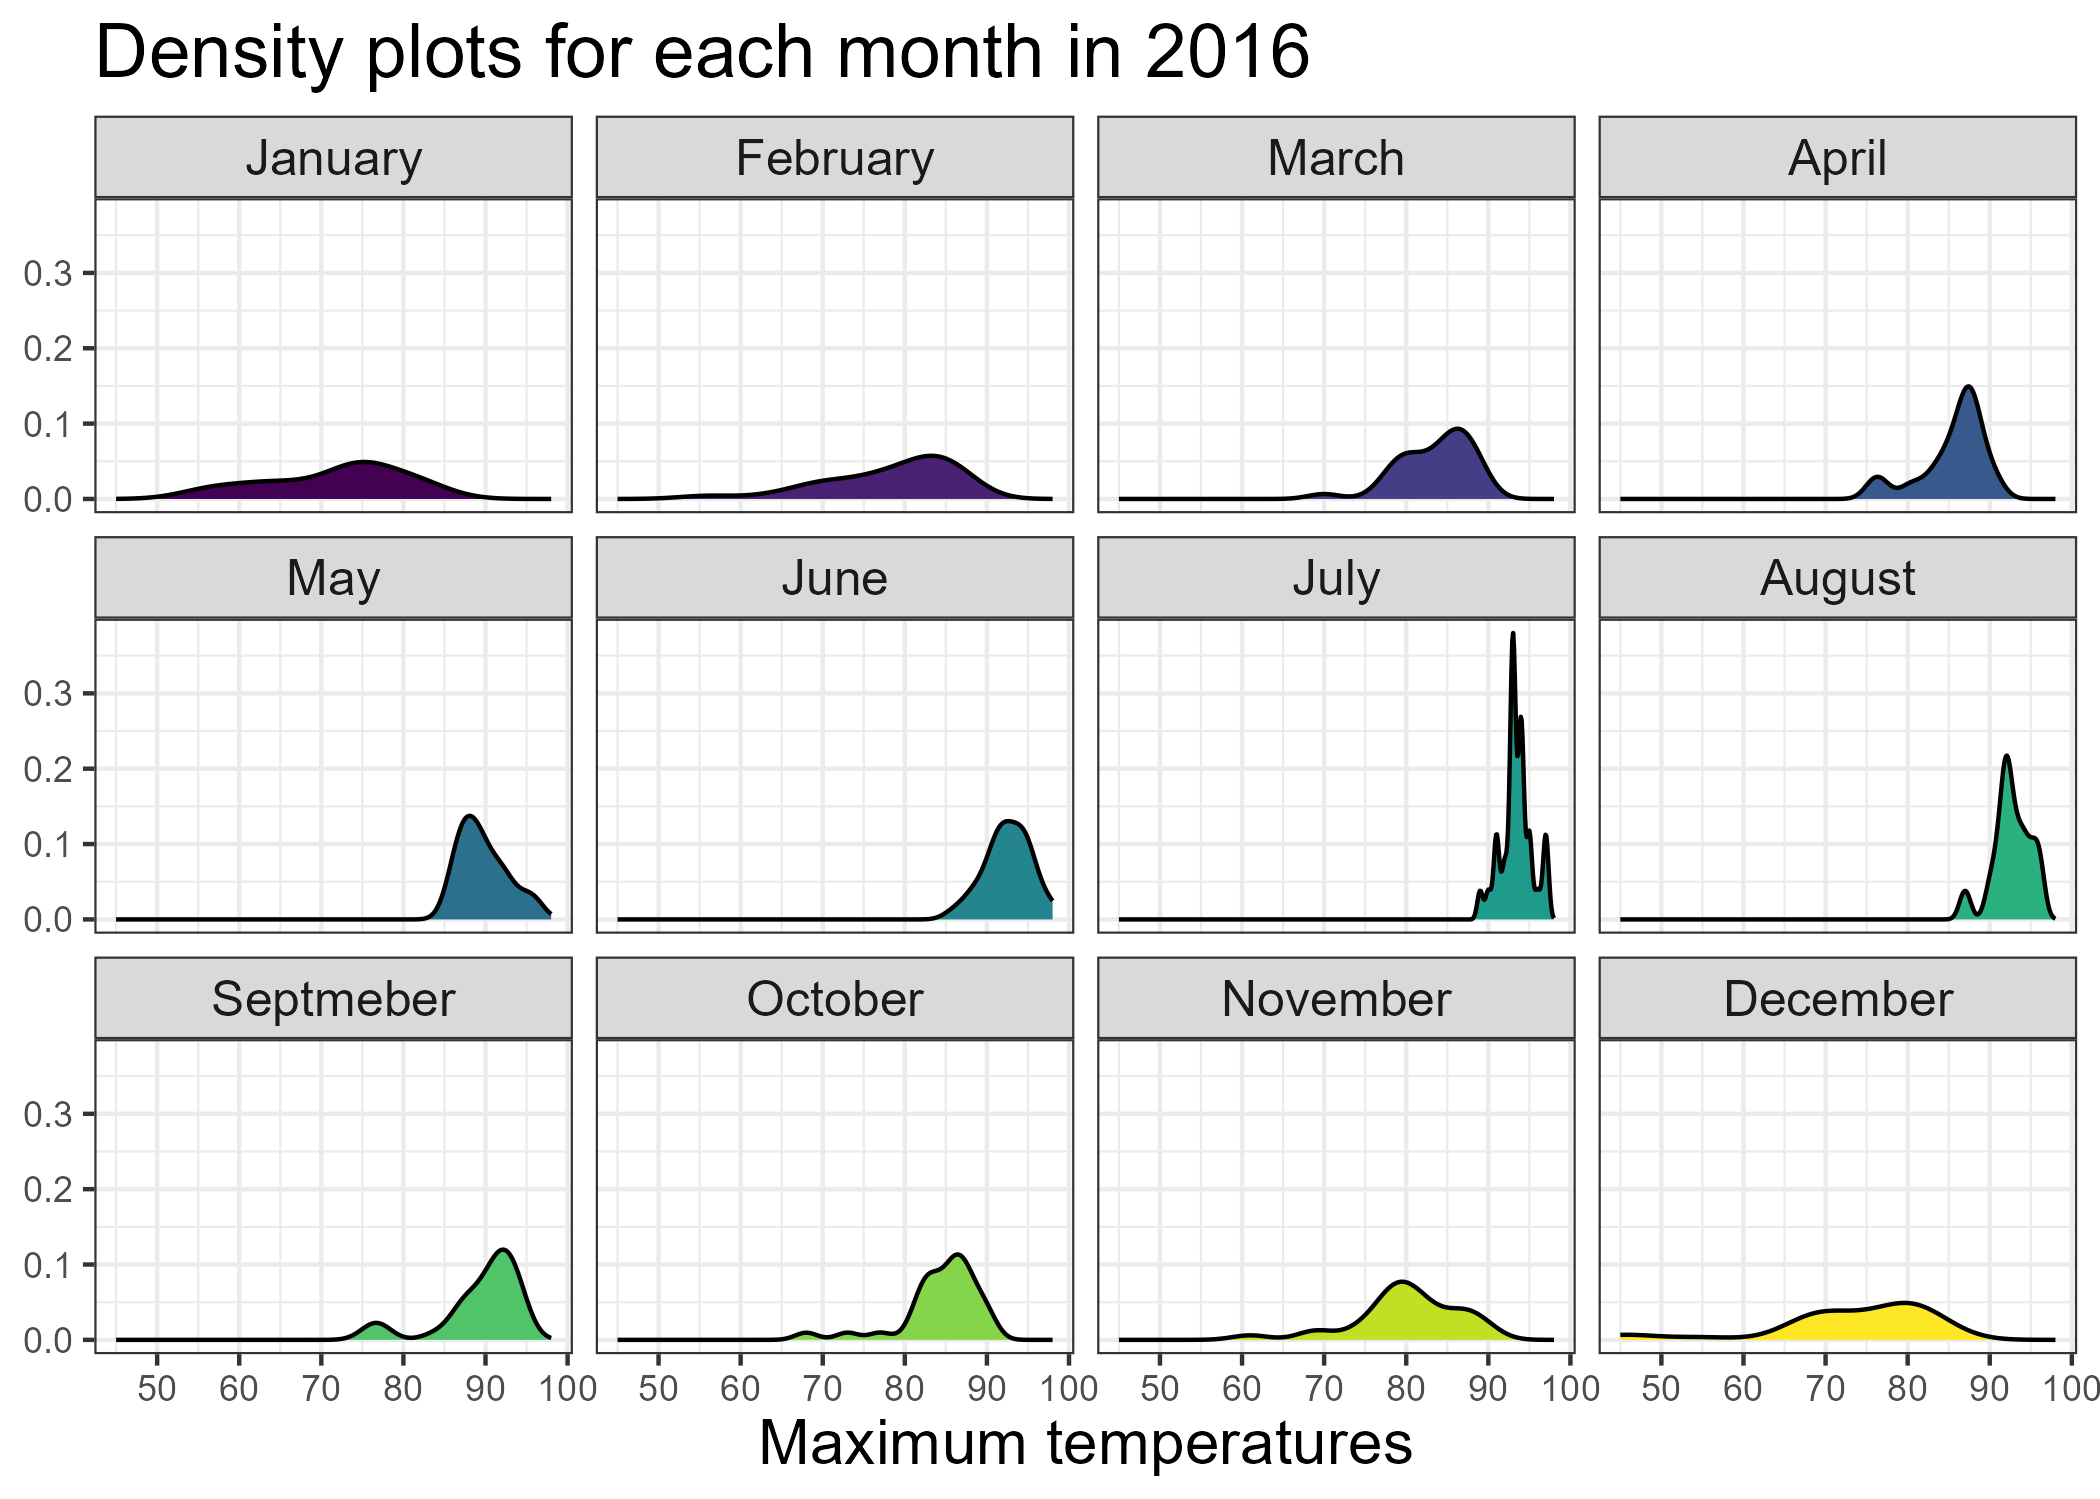 Density plots for each month in 2016
January February March April
0.3
0.2
0.1
0.0
May June July August
0.3
0.2
0.1
0.0
Septmeber October November December
0.3
0.2
0.1
0.0
50 60 70 80 90 100 50 60 70 80 90 100 50 60 70 80 90 100 50 60 70 80 90 100
Maximum temperatures